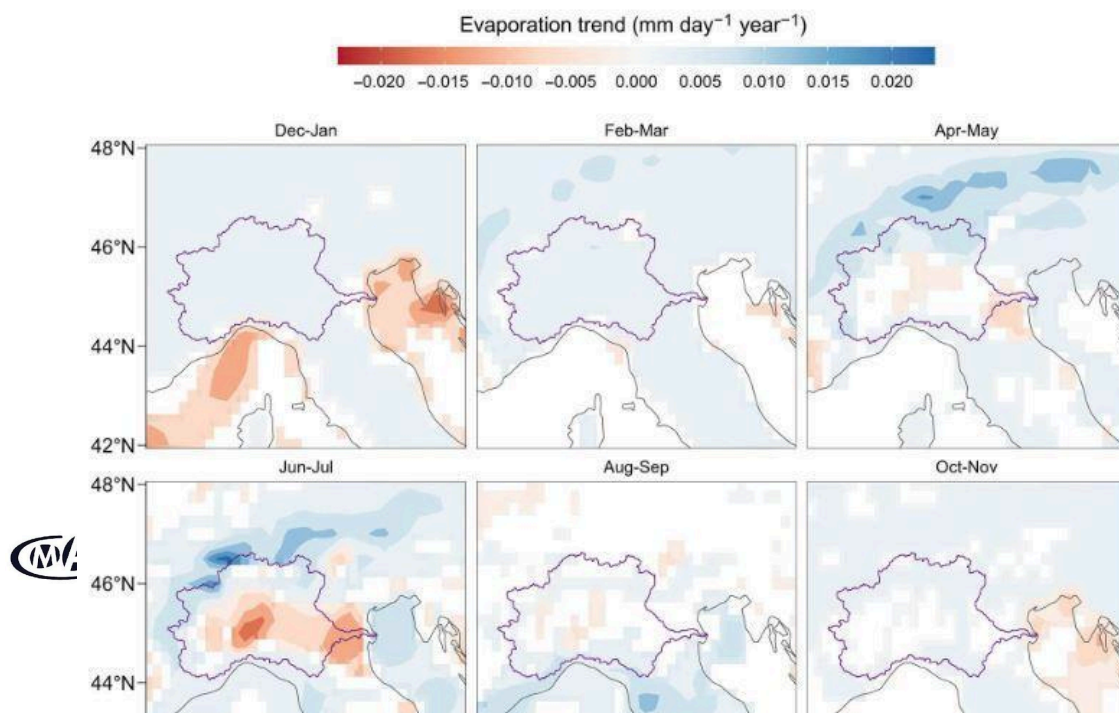 Evaporation trend (mm day⁻¹ year⁻¹)
−0.020 −0.015 −0.010 −0.005 0.000 0.005 0.010 0.015 0.020
Dec-Jan Feb-Mar Apr-May
48°N
46°N
44°N
42°N
Jun-Jul Aug-Sep Oct-Nov
48°N
46°N
44°N